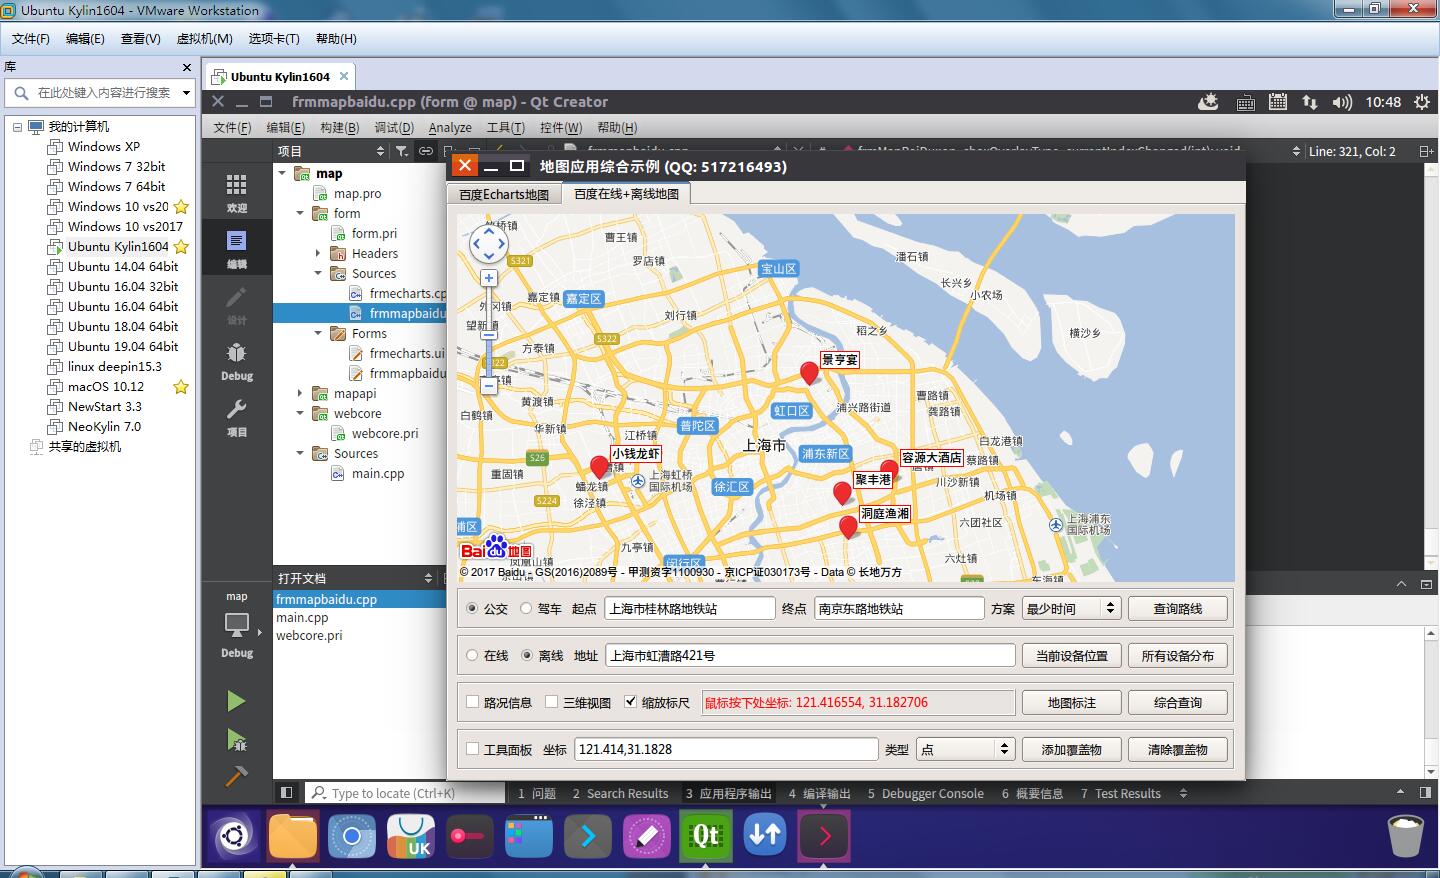 Ubuntu Kylin1604 - VMware Workstation
文件(F) 编辑(E) 查看(V) 虚拟机(M) 选项卡(T) 帮助(H)
库
在此处键入内容进行搜索
我的计算机
Windows XP
Windows 7 32bit
Windows 7 64bit
Windows 10 vs20
Windows 10 vs2017
Ubuntu Kylin1604
Ubuntu 14.04 64bit
Ubuntu 16.04 32bit
Ubuntu 16.04 64bit
Ubuntu 18.04 64bit
Ubuntu 19.04 64bit
linux deepin15.3
macOS 10.12
NewStart 3.3
NeoKylin 7.0
共享的虚拟机
Ubuntu Kylin1604
frmmapbaidu.cpp (form @ map) - Qt Creator
10:48
文件(F) 编辑(E) 构建(B) 调试(D) Analyze 工具(T) 控件(W) 帮助(H)
项目
Line: 321, Col: 2
欢迎
编辑
设计
Debug
项目
map
Debug
map
map.pro
form
form.pri
Headers
Sources
frmecharts.cp
frmmapbaidu
Forms
frmecharts.ui
frmmapbaidu
mapapi
webcore
webcore.pri
Sources
main.cpp
打开文档
frmmapbaidu.cpp
main.cpp
webcore.pri
地图应用综合示例 (QQ: 517216493)
百度Echarts地图 百度在线+离线地图
曹王镇
罗店镇
S321
宝山区
潘石镇
长兴乡
小农场
嘉定镇
嘉定区
刘行镇
稻之乡
横沙乡
望新镇
方泰镇
S322
景亨宴
黄渡镇
白鹤镇
华新镇
江桥镇
普陀区
虹口区
浦兴路街道
曹路镇
龚路镇
上海市
浦东新区
白龙港镇
蔡路镇
S26
重固镇
小钱龙虾
蟠龙镇
徐泾镇
上海虹桥
国际机场
徐汇区
容源大酒店
聚丰港
川沙新镇
机场镇
S224
洞庭渔湘
六团社区
上海浦东
国际机场
九亭镇
闵行区
六灶镇
Baidu地图
© 2017 Baidu - GS(2016)2089号 - 甲测资字1100930 - 京ICP证030173号 - Data © 长地万方
公交 驾车 起点 上海市桂林路地铁站 终点 南京东路地铁站 方案 最少时间 查询路线
在线 离线 地址 上海市虹漕路421号 当前设备位置 所有设备分布
路况信息 三维视图 缩放标尺 鼠标按下处坐标: 121.416554, 31.182706 地图标注 综合查询
工具面板 坐标 121.414,31.1828 类型 点 添加覆盖物 清除覆盖物
Type to locate (Ctrl+K) 1 问题 2 Search Results 3 应用程序输出 4 编译输出 5 Debugger Console 6 概要信息 7 Test Results
UK
Qt